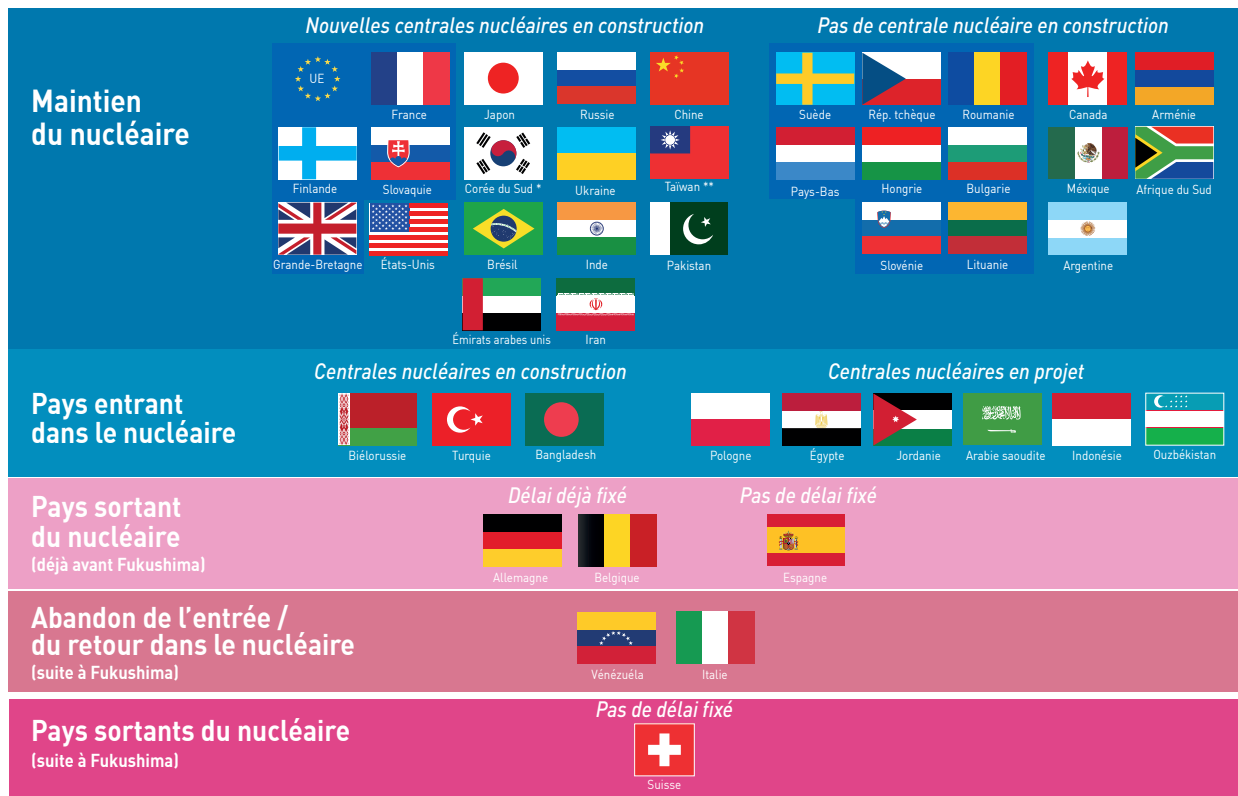 Nouvelles centrales nucléaires en construction
Pas de centrale nucléaire en construction
Maintien
du nucléaire
UE
France
Japon
Russie
Chine
Suède
Rép. tchèque
Roumanie
Canada
Arménie
Finlande
Slovaquie
Corée du Sud *
Ukraine
Taïwan **
Pays-Bas
Hongrie
Bulgarie
Méxique
Afrique du Sud
Grande-Bretagne
États-Unis
Brésil
Inde
Pakistan
Slovénie
Lituanie
Argentine
Émirats arabes unis
Iran
Pays entrant
dans le nucléaire
Centrales nucléaires en construction
Centrales nucléaires en projet
Biélorussie
Turquie
Bangladesh
Pologne
Égypte
Jordanie
Arabie saoudite
Indonésie
Ouzbékistan
Pays sortant
du nucléaire
(déjà avant Fukushima)
Délai déjà fixé
Pas de délai fixé
Allemagne
Belgique
Espagne
Abandon de l'entrée /
du retour dans le nucléaire
(suite à Fukushima)
Vénézuéla
Italie
Pays sortants du nucléaire
(suite à Fukushima)
Pas de délai fixé
Suisse